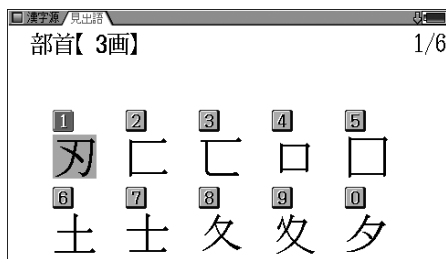 漢字源 見出語
部首【 3画】 1/6
1 2 3 4 5
刃 匚 匸 口 囗
6 7 8 9 0
土 士 夂 夊 夕